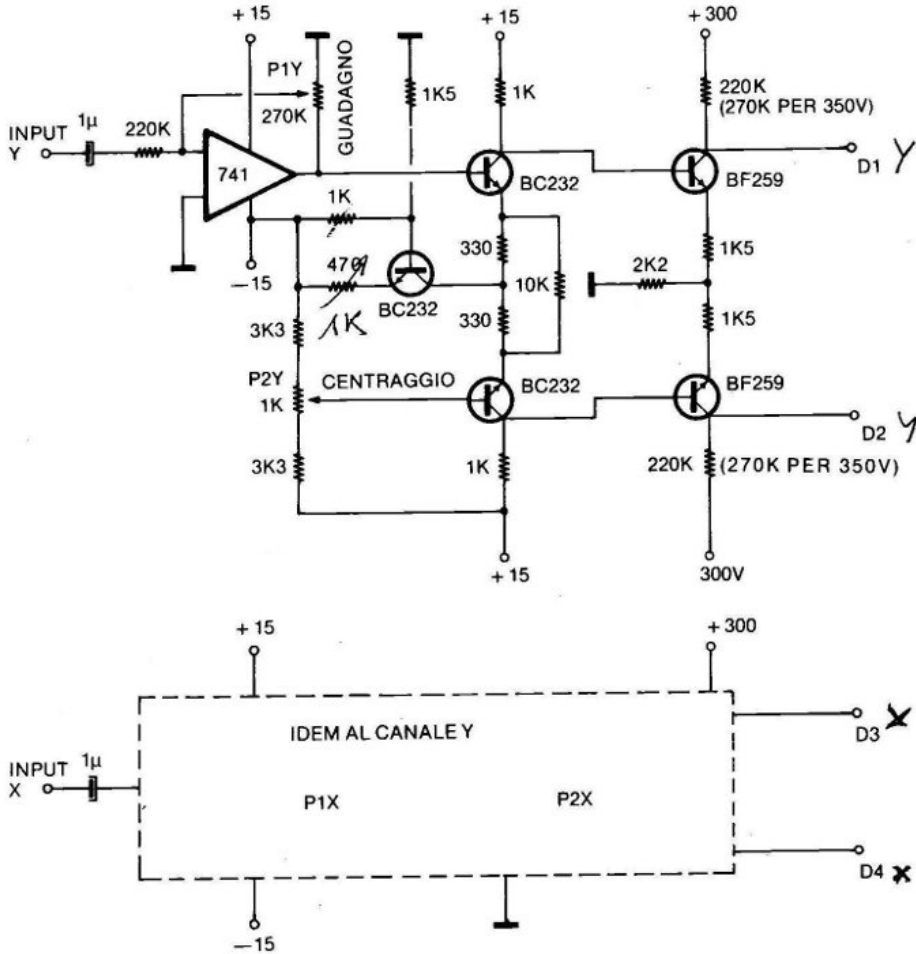 + 15
+ 15
+ 300
P1Y
GUADAGNO
270K
1K5
1K
220K
(270K PER 350V)
INPUT
Y
1µ
220K
741
BC232
BF259
D1 Y
1K
330
1K5
−15
470
1K
BC232
10K
2K2
330
1K5
3K3
P2Y
1K
CENTRAGGIO
BC232
BF259
D2 Y
3K3
1K
220K
(270K PER 350V)
+ 15
300V
+ 15
+ 300
IDEM AL CANALE Y
D3 X
INPUT
X
1µ
P1X
P2X
D4 X
−15